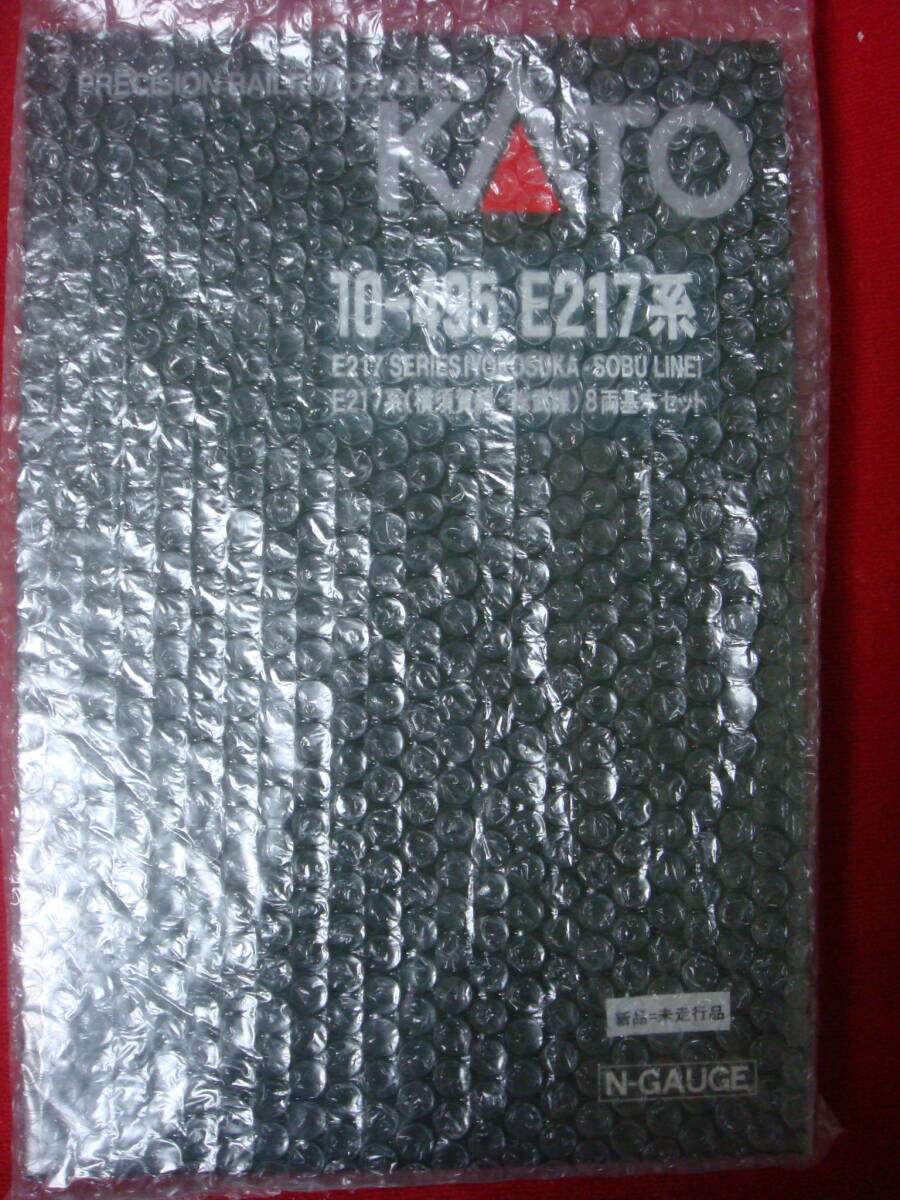 PRECISION RAILROAD MODELS
KATO
10-495 E217系
E217 SERIES[YOKOSUKA・SOBU LINE]
E217系(横須賀線・総武線)8両基本セット
新品=未走行品
N-GAUGE